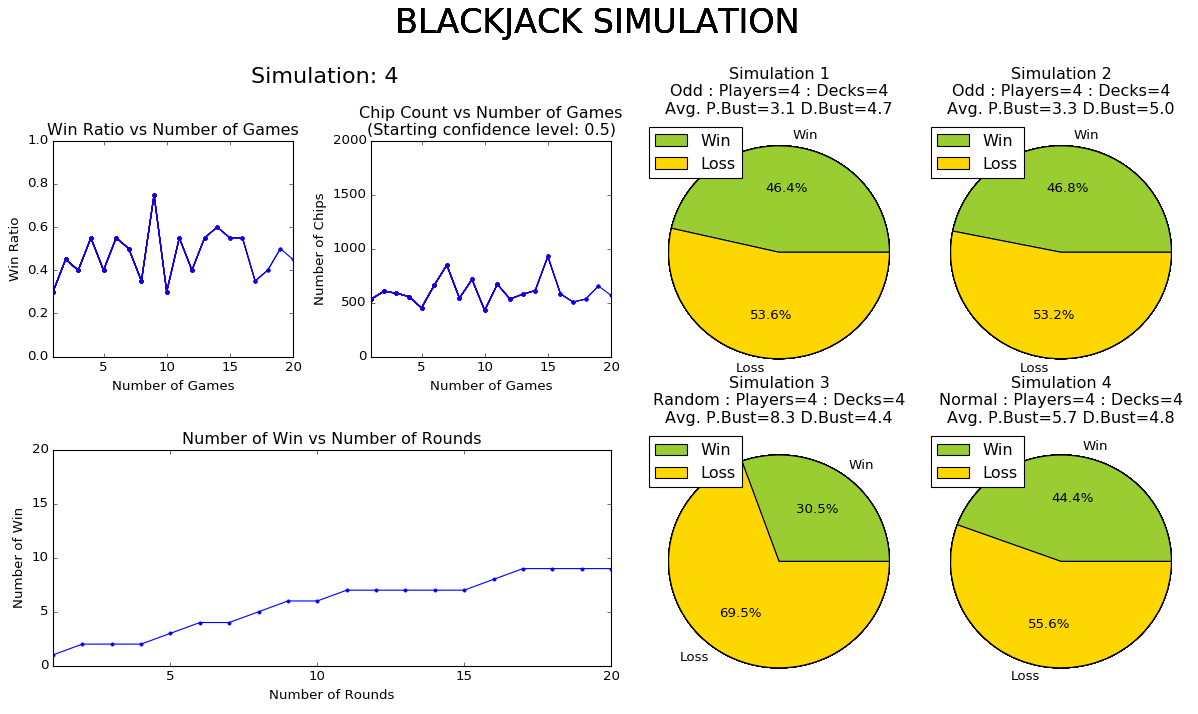 BLACKJACK SIMULATION
Simulation: 4
Win Ratio vs Number of Games
1.0
0.8
0.6
0.4
0.2
0.0
Win Ratio
5
10
15
20
Number of Games
Chip Count vs Number of Games
(Starting confidence level: 0.5)
2000
1500
1000
500
0
Number of Chips
5
10
15
20
Number of Games
Number of Win vs Number of Rounds
20
15
10
5
0
Number of Win
5
10
15
20
Number of Rounds
Simulation 1
Odd : Players=4 : Decks=4
Avg. P.Bust=3.1 D.Bust=4.7
Win
Loss
Win
46.4%
53.6%
Loss
Simulation 2
Odd : Players=4 : Decks=4
Avg. P.Bust=3.3 D.Bust=5.0
Win
Loss
Win
46.8%
53.2%
Loss
Simulation 3
Random : Players=4 : Decks=4
Avg. P.Bust=8.3 D.Bust=4.4
Win
Loss
Win
30.5%
69.5%
Loss
Simulation 4
Normal : Players=4 : Decks=4
Avg. P.Bust=5.7 D.Bust=4.8
Win
Loss
Win
44.4%
55.6%
Loss